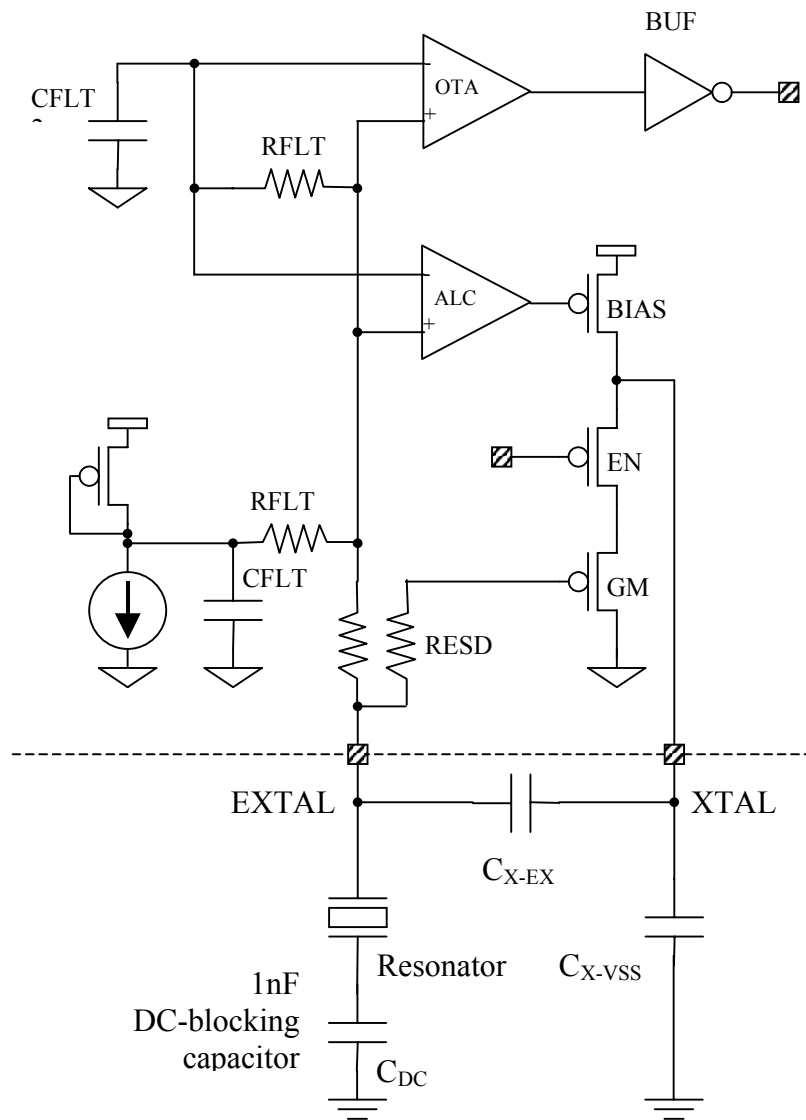 BUF
OTA
CFLT
RFLT
ALC
BIAS
EN
RFLT
CFLT
GM
RESD
EXTAL
XTAL
CX-EX
Resonator
CX-VSS
1nF
DC-blocking
capacitor
CDC